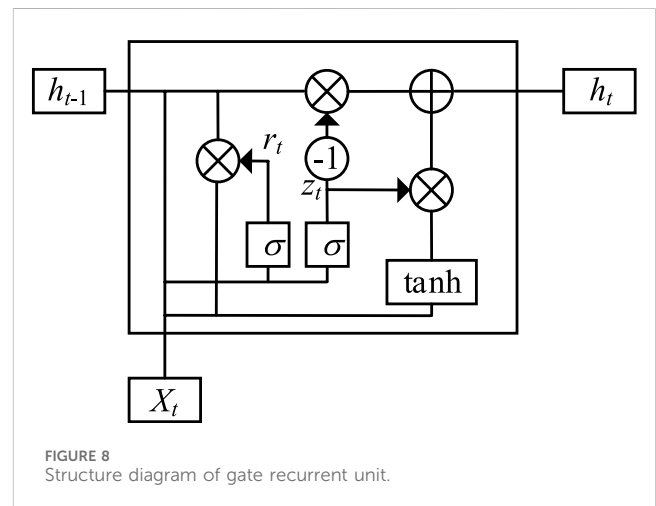 h_{t-1}
h_t
r_t
-1
z_t
σ
σ
tanh
X_t
FIGURE 8
Structure diagram of gate recurrent unit.